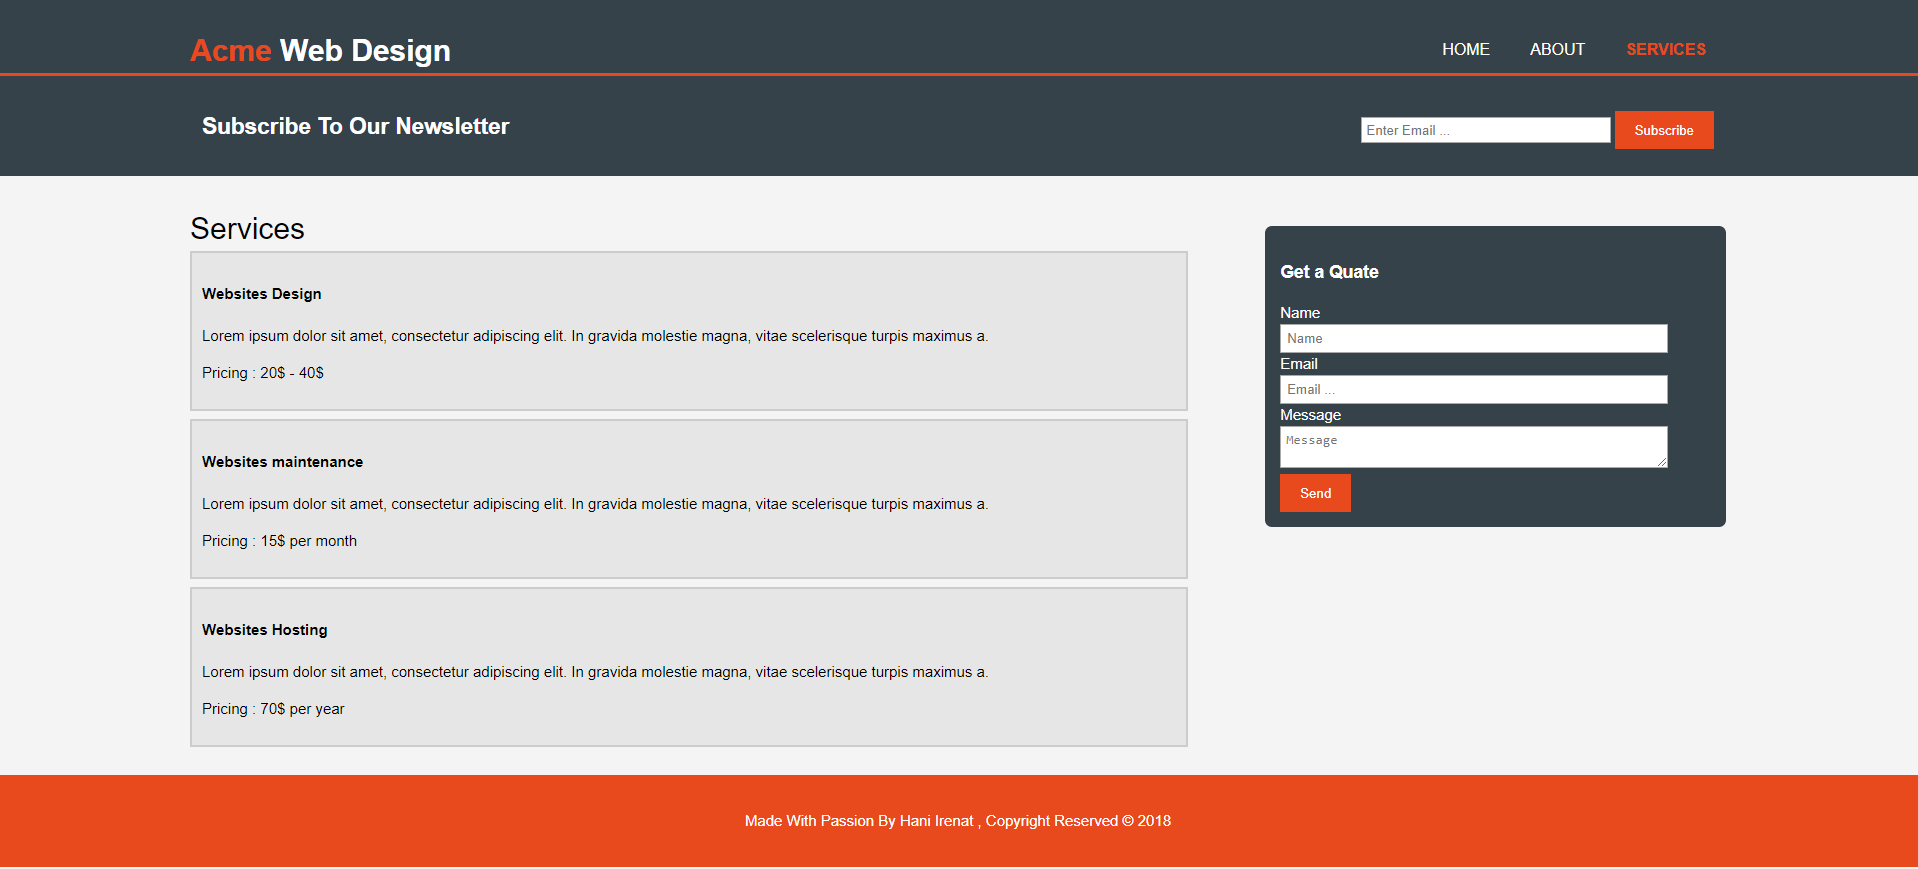 Acme Web Design
HOME ABOUT SERVICES
Subscribe To Our Newsletter
Enter Email ... Subscribe
Services
Websites Design
Lorem ipsum dolor sit amet, consectetur adipiscing elit. In gravida molestie magna, vitae scelerisque turpis maximus a.
Pricing : 20$ - 40$
Websites maintenance
Lorem ipsum dolor sit amet, consectetur adipiscing elit. In gravida molestie magna, vitae scelerisque turpis maximus a.
Pricing : 15$ per month
Websites Hosting
Lorem ipsum dolor sit amet, consectetur adipiscing elit. In gravida molestie magna, vitae scelerisque turpis maximus a.
Pricing : 70$ per year
Get a Quate
Name
Name
Email
Email ...
Message
Message
Send
Made With Passion By Hani Irenat , Copyright Reserved © 2018